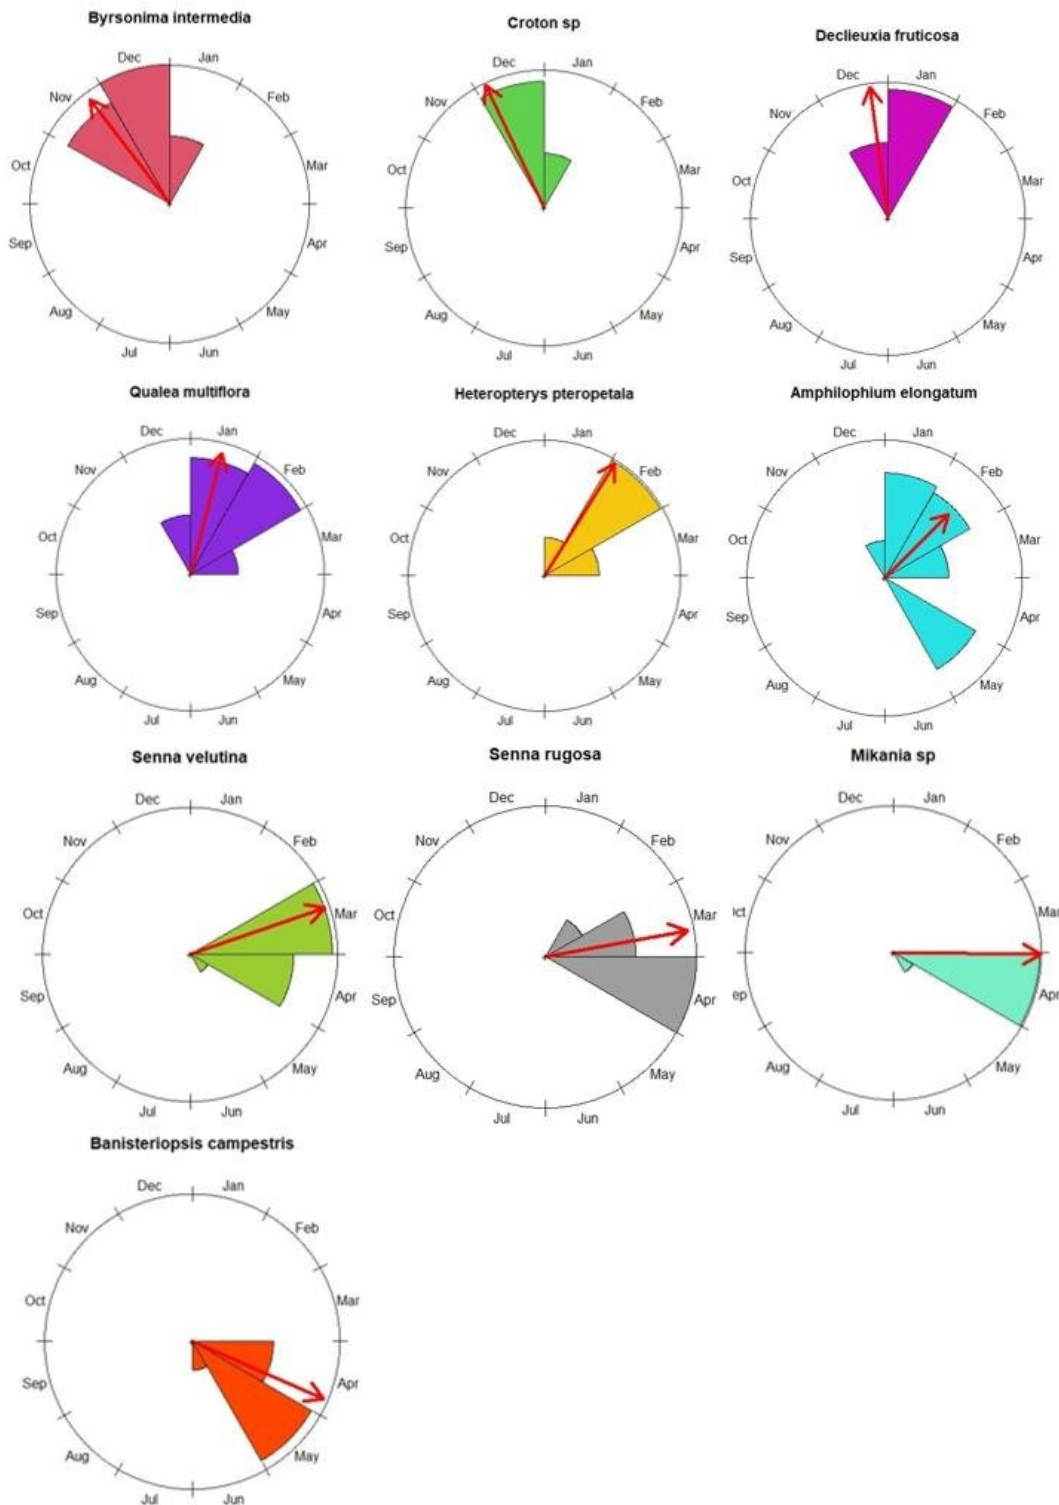 Byrsonima intermedia
Dec Jan
Nov Feb
Oct Mar
Sep Apr
Aug May
Jul Jun
Croton sp
Dec Jan
Nov Feb
Oct Mar
Sep Apr
Aug May
Jul Jun
Declieuxia fruticosa
Dec Jan
Nov Feb
Oct Mar
Sep Apr
Aug May
Jul Jun
Qualea multiflora
Dec Jan
Nov Feb
Oct Mar
Sep Apr
Aug May
Jul Jun
Heteropterys pteropetala
Dec Jan
Nov Feb
Oct Mar
Sep Apr
Aug May
Jul Jun
Amphilophium elongatum
Dec Jan
Nov Feb
Oct Mar
Sep Apr
Aug May
Jul Jun
Senna velutina
Dec Jan
Nov Feb
Oct Mar
Sep Apr
Aug May
Jul Jun
Senna rugosa
Dec Jan
Nov Feb
Oct Mar
Sep Apr
Aug May
Jul Jun
Mikania sp
Dec Jan
Nov Feb
Mar
ep Apr
Aug May
Jul Jun
Banisteriopsis campestris
Dec Jan
Nov Feb
Oct Mar
Sep Apr
Aug May
Jul Jun